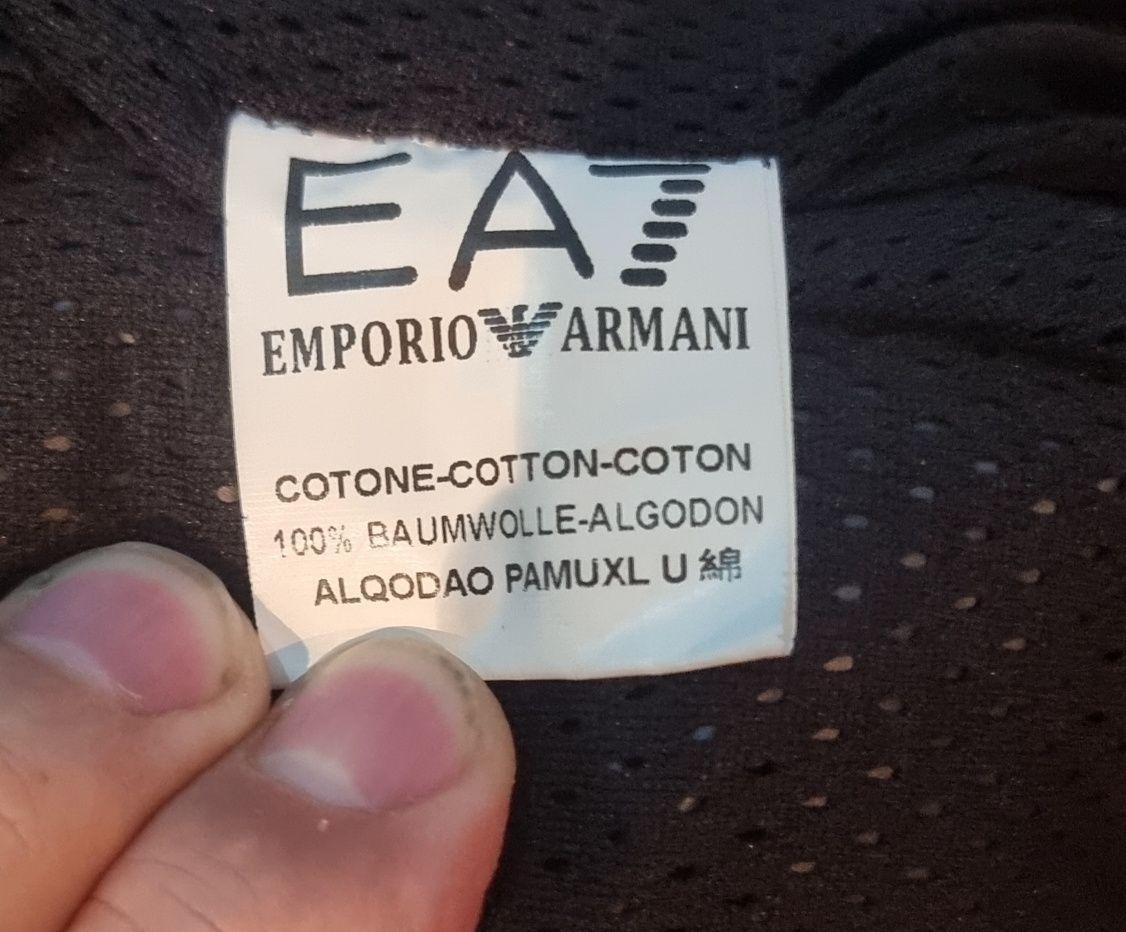 EA7
EMPORIO ARMANI
COTONE-COTTON-COTON
100% BAUMWOLLE-ALGODON
ALQODAO PAMUXL U 綿